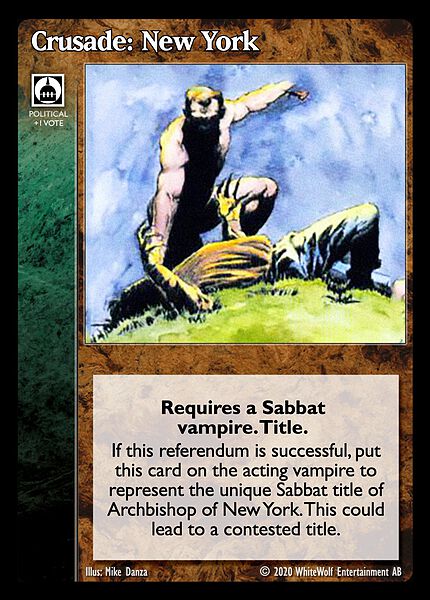 Crusade: New York
POLITICAL
+1 VOTE
Requires a Sabbat
vampire.Title.
If this referendum is successful, put
this card on the acting vampire to
represent the unique Sabbat title of
Archbishop of New York.This could
lead to a contested title.
Illus: Mike Danza
© 2020 WhiteWolf Entertainment AB